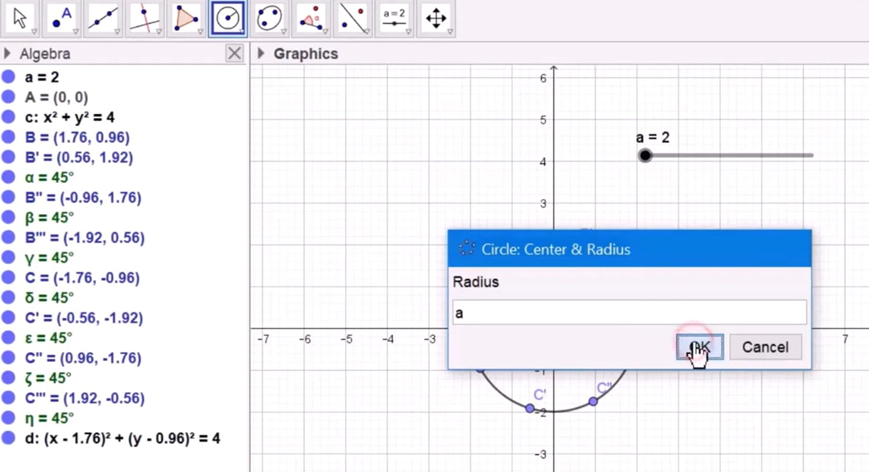 A
a=2
Algebra
Graphics
a = 2
A = (0, 0)
c: x² + y² = 4
B = (1.76, 0.96)
B' = (0.56, 1.92)
α = 45°
B'' = (-0.96, 1.76)
β = 45°
B''' = (-1.92, 0.56)
γ = 45°
C = (-1.76, -0.96)
δ = 45°
C' = (-0.56, -1.92)
ε = 45°
C'' = (0.96, -1.76)
ζ = 45°
C''' = (1.92, -0.56)
η = 45°
d: (x - 1.76)² + (y - 0.96)² = 4
6
5
4
3
a = 2
Circle: Center & Radius
Radius
a
OK
Cancel
-7
-6
-5
-4
-3
7
-1
-2
-3
C'
C''